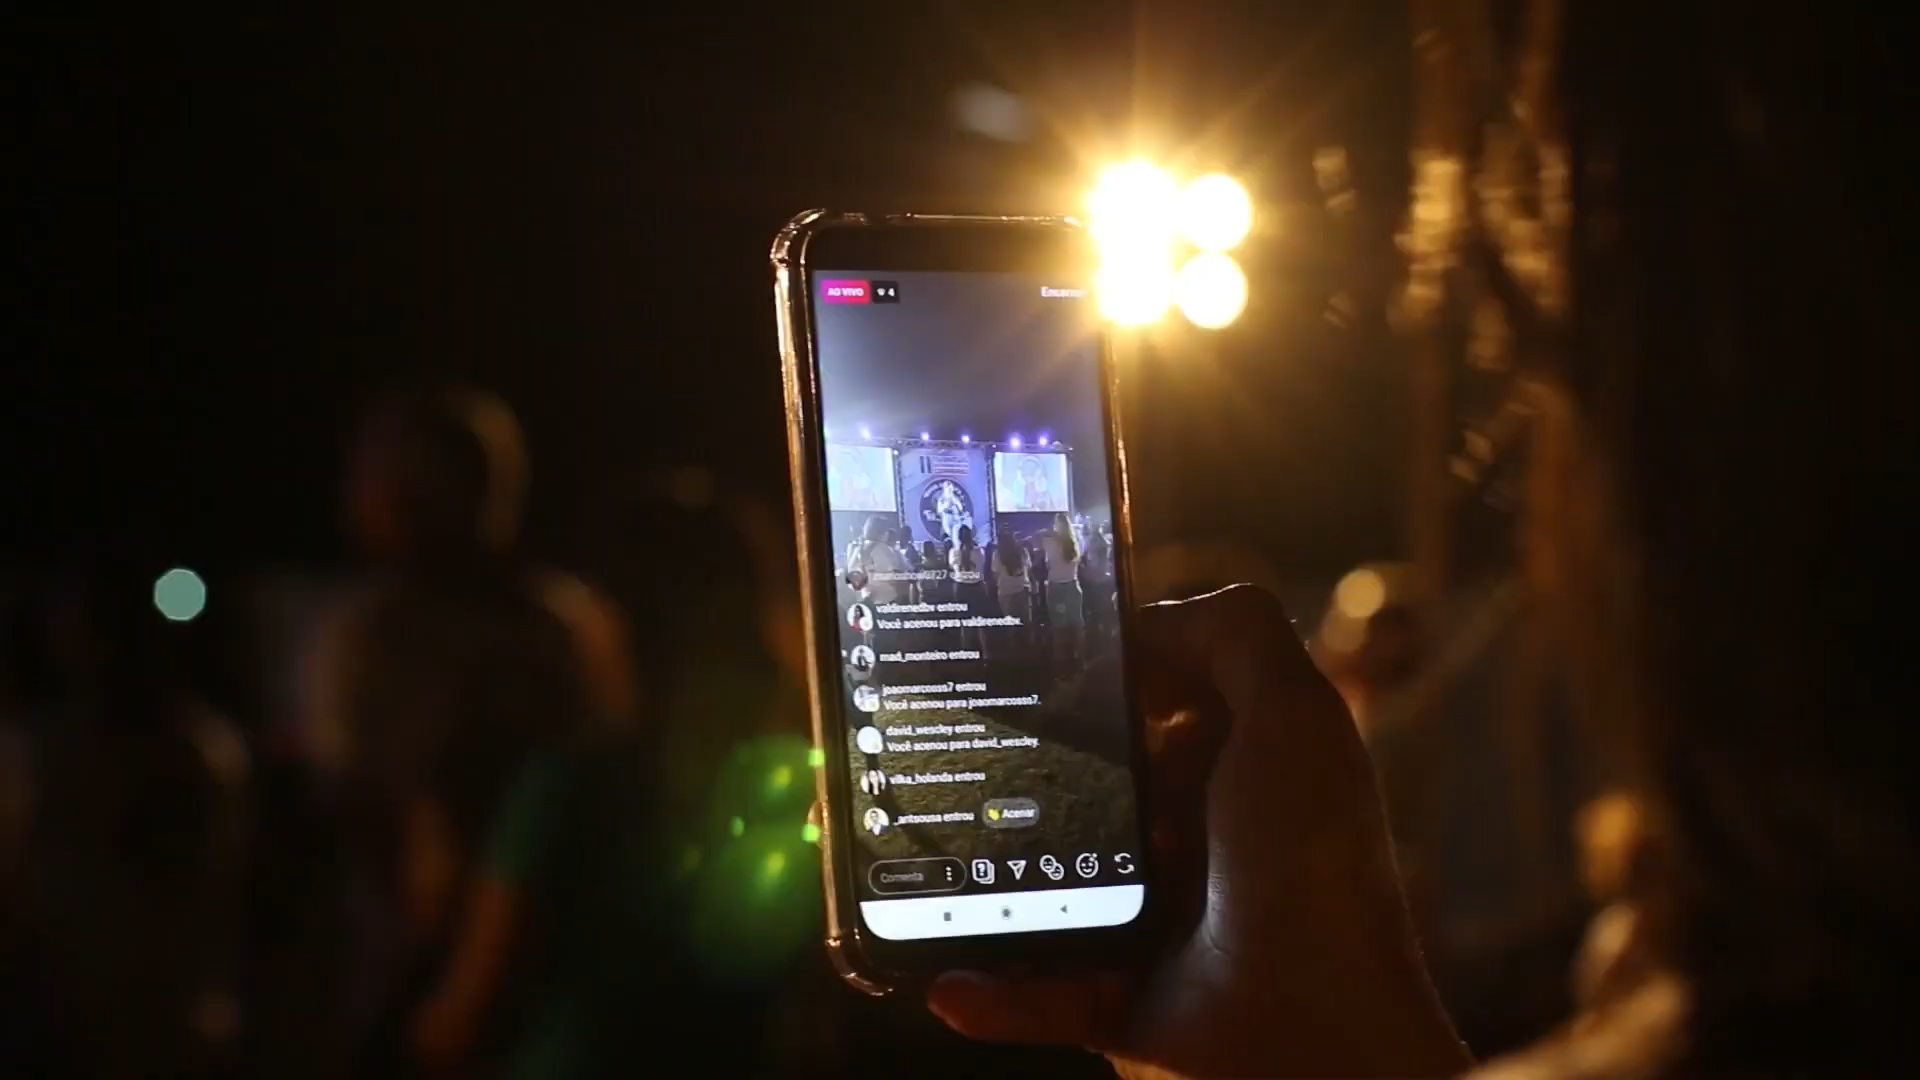 AO VIVO
4
entrou
valdirenedbv entrou
Você acenou para valdirenedbv.
mad_monteiro entrou
joaomarcosss7 entrou
Você acenou para joaomarcosss7.
david_wescley entrou
Você acenou para david_wescley.
vilka_holanda entrou
entrou
Acenar
Comenta